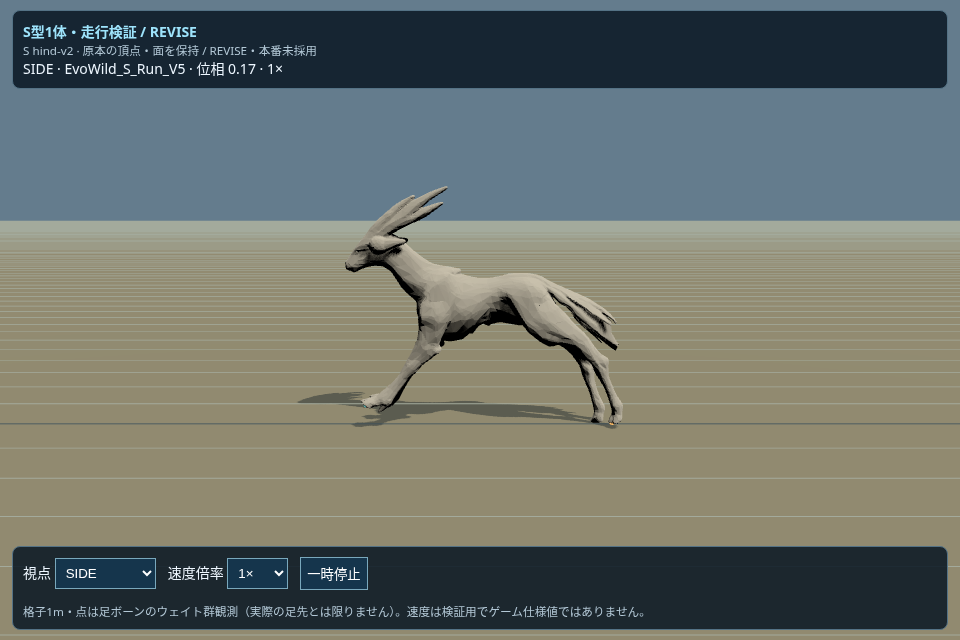 S型1体・走行検証 / REVISE
S hind-v2 · 原本の頂点・面を保持 / REVISE・本番未採用
SIDE · EvoWild_S_Run_V5 · 位相 0.17 · 1×
視点 SIDE 速度倍率 1× 一時停止
格子1m・点は足ボーンのウェイト群観測（実際の足先とは限りません）。速度は検証用でゲーム仕様値ではありません。